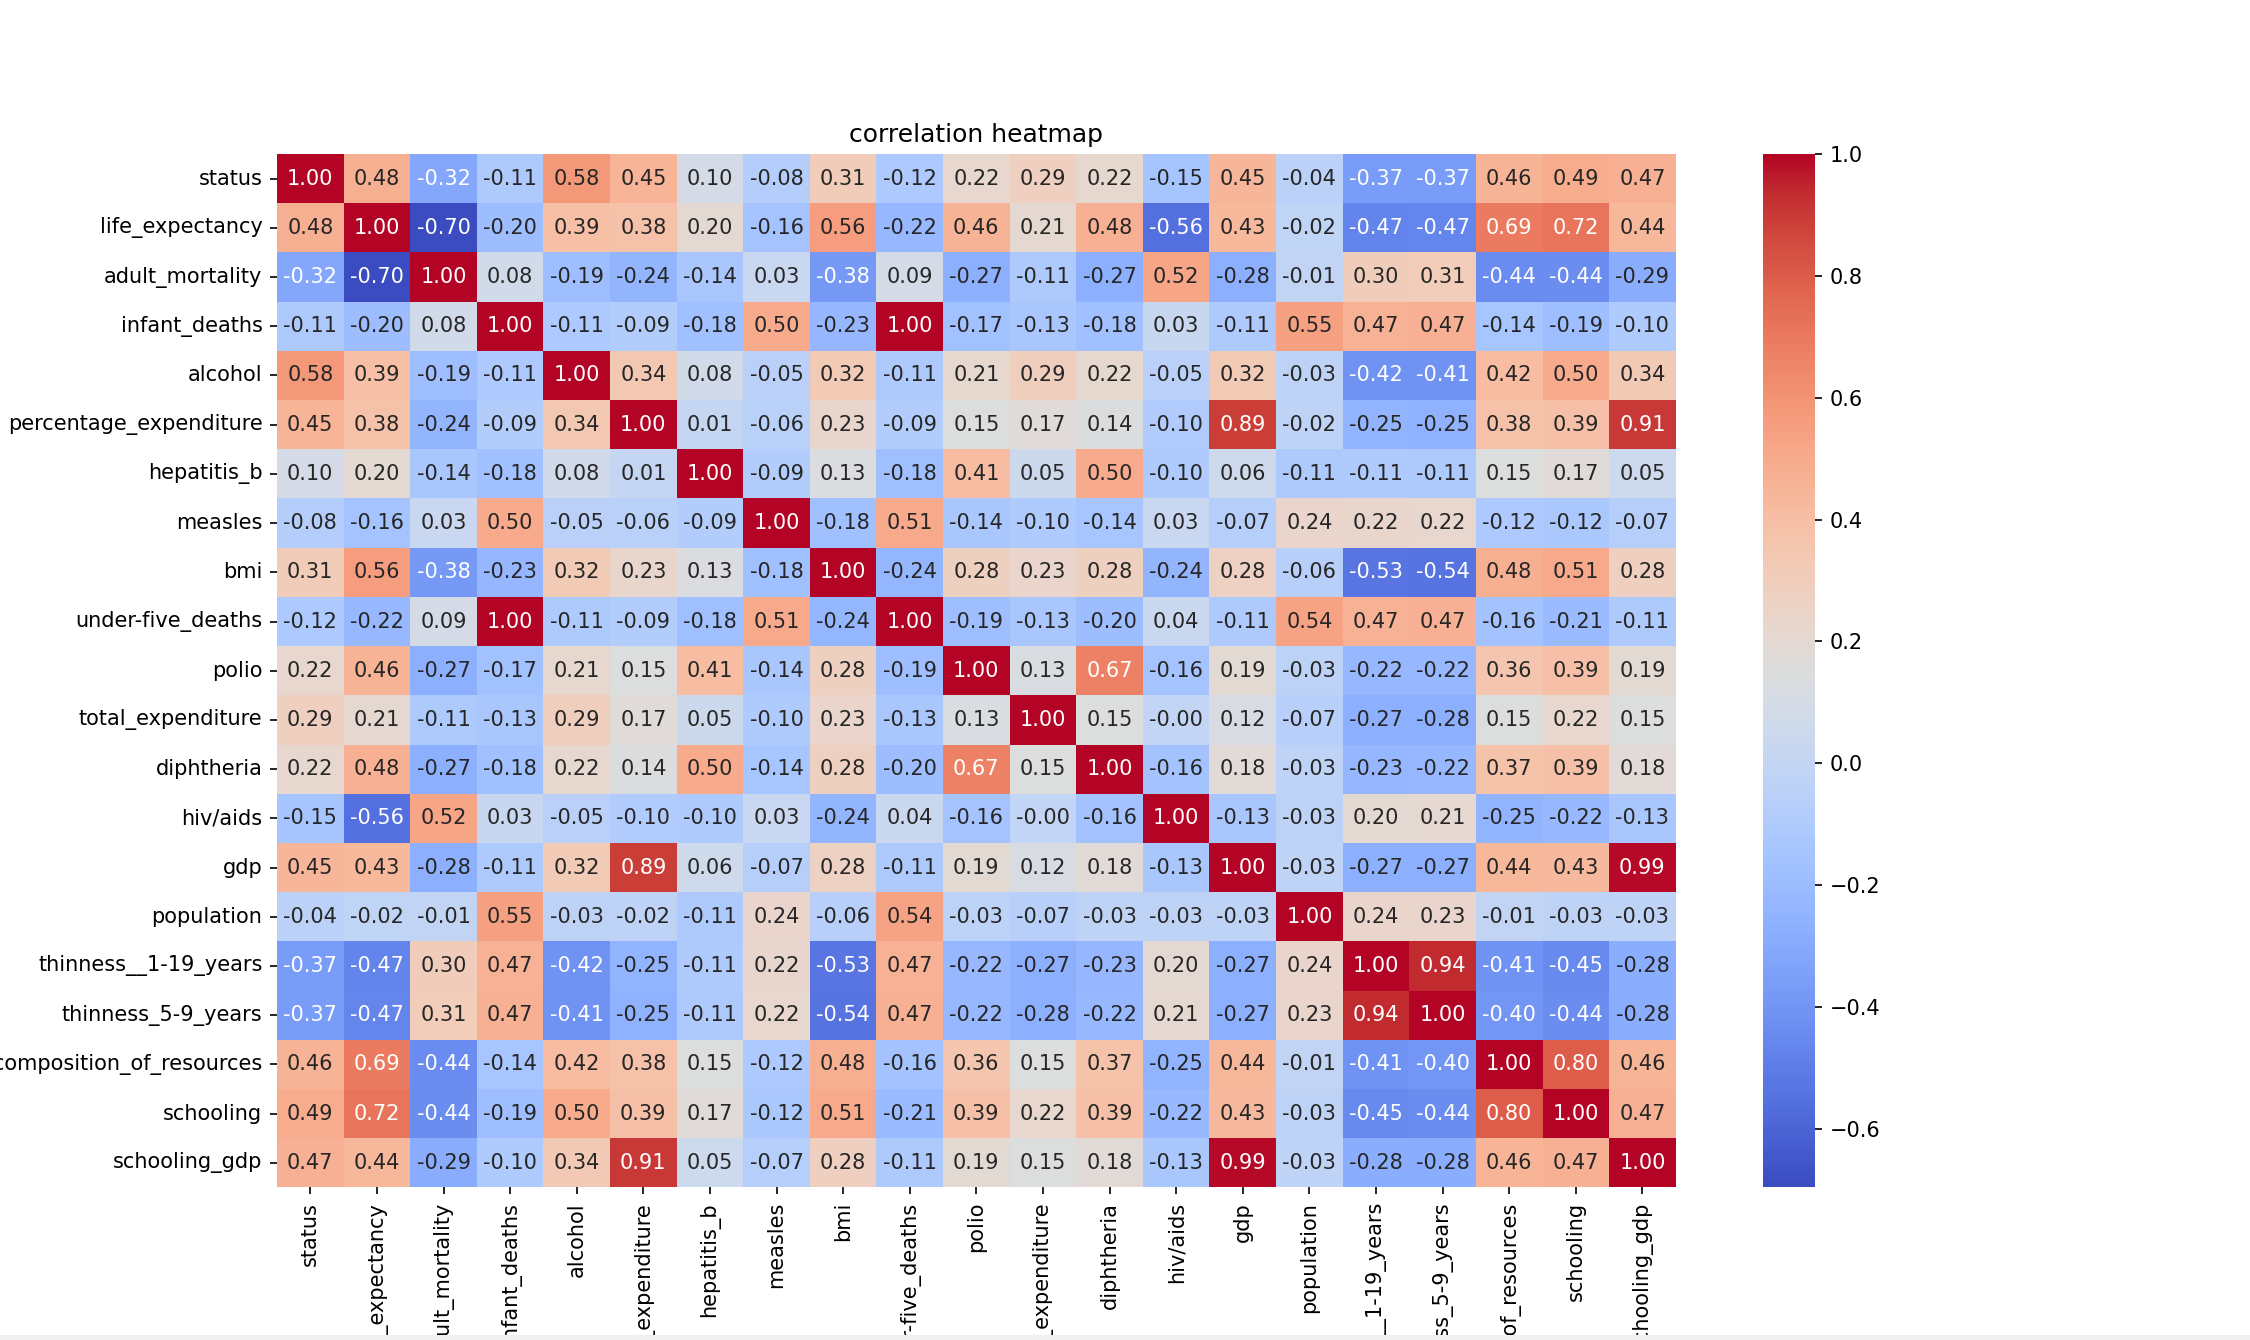 correlation heatmap
status 1.00 0.48 -0.32 -0.11 0.58 0.45 0.10 -0.08 0.31 -0.12 0.22 0.29 0.22 -0.15 0.45 -0.04 -0.37 -0.37 0.46 0.49 0.47
life_expectancy 0.48 1.00 -0.70 -0.20 0.39 0.38 0.20 -0.16 0.56 -0.22 0.46 0.21 0.48 -0.56 0.43 -0.02 -0.47 -0.47 0.69 0.72 0.44
adult_mortality -0.32 -0.70 1.00 0.08 -0.19 -0.24 -0.14 0.03 -0.38 0.09 -0.27 -0.11 -0.27 0.52 -0.28 -0.01 0.30 0.31 -0.44 -0.44 -0.29
infant_deaths -0.11 -0.20 0.08 1.00 -0.11 -0.09 -0.18 0.50 -0.23 1.00 -0.17 -0.13 -0.18 0.03 -0.11 0.55 0.47 0.47 -0.14 -0.19 -0.10
alcohol 0.58 0.39 -0.19 -0.11 1.00 0.34 0.08 -0.05 0.32 -0.11 0.21 0.29 0.22 -0.05 0.32 -0.03 -0.42 -0.41 0.42 0.50 0.34
percentage_expenditure 0.45 0.38 -0.24 -0.09 0.34 1.00 0.01 -0.06 0.23 -0.09 0.15 0.17 0.14 -0.10 0.89 -0.02 -0.25 -0.25 0.38 0.39 0.91
hepatitis_b 0.10 0.20 -0.14 -0.18 0.08 0.01 1.00 -0.09 0.13 -0.18 0.41 0.05 0.50 -0.10 0.06 -0.11 -0.11 -0.11 0.15 0.17 0.05
measles -0.08 -0.16 0.03 0.50 -0.05 -0.06 -0.09 1.00 -0.18 0.51 -0.14 -0.10 -0.14 0.03 -0.07 0.24 0.22 0.22 -0.12 -0.12 -0.07
bmi 0.31 0.56 -0.38 -0.23 0.32 0.23 0.13 -0.18 1.00 -0.24 0.28 0.23 0.28 -0.24 0.28 -0.06 -0.53 -0.54 0.48 0.51 0.28
under-five_deaths -0.12 -0.22 0.09 1.00 -0.11 -0.09 -0.18 0.51 -0.24 1.00 -0.19 -0.13 -0.20 0.04 -0.11 0.54 0.47 0.47 -0.16 -0.21 -0.11
polio 0.22 0.46 -0.27 -0.17 0.21 0.15 0.41 -0.14 0.28 -0.19 1.00 0.13 0.67 -0.16 0.19 -0.03 -0.22 -0.22 0.36 0.39 0.19
total_expenditure 0.29 0.21 -0.11 -0.13 0.29 0.17 0.05 -0.10 0.23 -0.13 0.13 1.00 0.15 -0.00 0.12 -0.07 -0.27 -0.28 0.15 0.22 0.15
diphtheria 0.22 0.48 -0.27 -0.18 0.22 0.14 0.50 -0.14 0.28 -0.20 0.67 0.15 1.00 -0.16 0.18 -0.03 -0.23 -0.22 0.37 0.39 0.18
hiv/aids -0.15 -0.56 0.52 0.03 -0.05 -0.10 -0.10 0.03 -0.24 0.04 -0.16 -0.00 -0.16 1.00 -0.13 -0.03 0.20 0.21 -0.25 -0.22 -0.13
gdp 0.45 0.43 -0.28 -0.11 0.32 0.89 0.06 -0.07 0.28 -0.11 0.19 0.12 0.18 -0.13 1.00 -0.03 -0.27 -0.27 0.44 0.43 0.99
population -0.04 -0.02 -0.01 0.55 -0.03 -0.02 -0.11 0.24 -0.06 0.54 -0.03 -0.07 -0.03 -0.03 -0.03 1.00 0.24 0.23 -0.01 -0.03 -0.03
thinness__1-19_years -0.37 -0.47 0.30 0.47 -0.42 -0.25 -0.11 0.22 -0.53 0.47 -0.22 -0.27 -0.23 0.20 -0.27 0.24 1.00 0.94 -0.41 -0.45 -0.28
thinness_5-9_years -0.37 -0.47 0.31 0.47 -0.41 -0.25 -0.11 0.22 -0.54 0.47 -0.22 -0.28 -0.22 0.21 -0.27 0.23 0.94 1.00 -0.40 -0.44 -0.28
composition_of_resources 0.46 0.69 -0.44 -0.14 0.42 0.38 0.15 -0.12 0.48 -0.16 0.36 0.15 0.37 -0.25 0.44 -0.01 -0.41 -0.40 1.00 0.80 0.46
schooling 0.49 0.72 -0.44 -0.19 0.50 0.39 0.17 -0.12 0.51 -0.21 0.39 0.22 0.39 -0.22 0.43 -0.03 -0.45 -0.44 0.80 1.00 0.47
schooling_gdp 0.47 0.44 -0.29 -0.10 0.34 0.91 0.05 -0.07 0.28 -0.11 0.19 0.15 0.18 -0.13 0.99 -0.03 -0.28 -0.28 0.46 0.47 1.00
status
_expectancy
ult_mortality
nfant_deaths
alcohol
_expenditure
hepatitis_b
measles
bmi
r-five_deaths
polio
_expenditure
diphtheria
hiv/aids
gdp
population
__1-19_years
ss_5-9_years
of_resources
schooling
hooling_gdp
1.0
0.8
0.6
0.4
0.2
0.0
−0.2
−0.4
−0.6